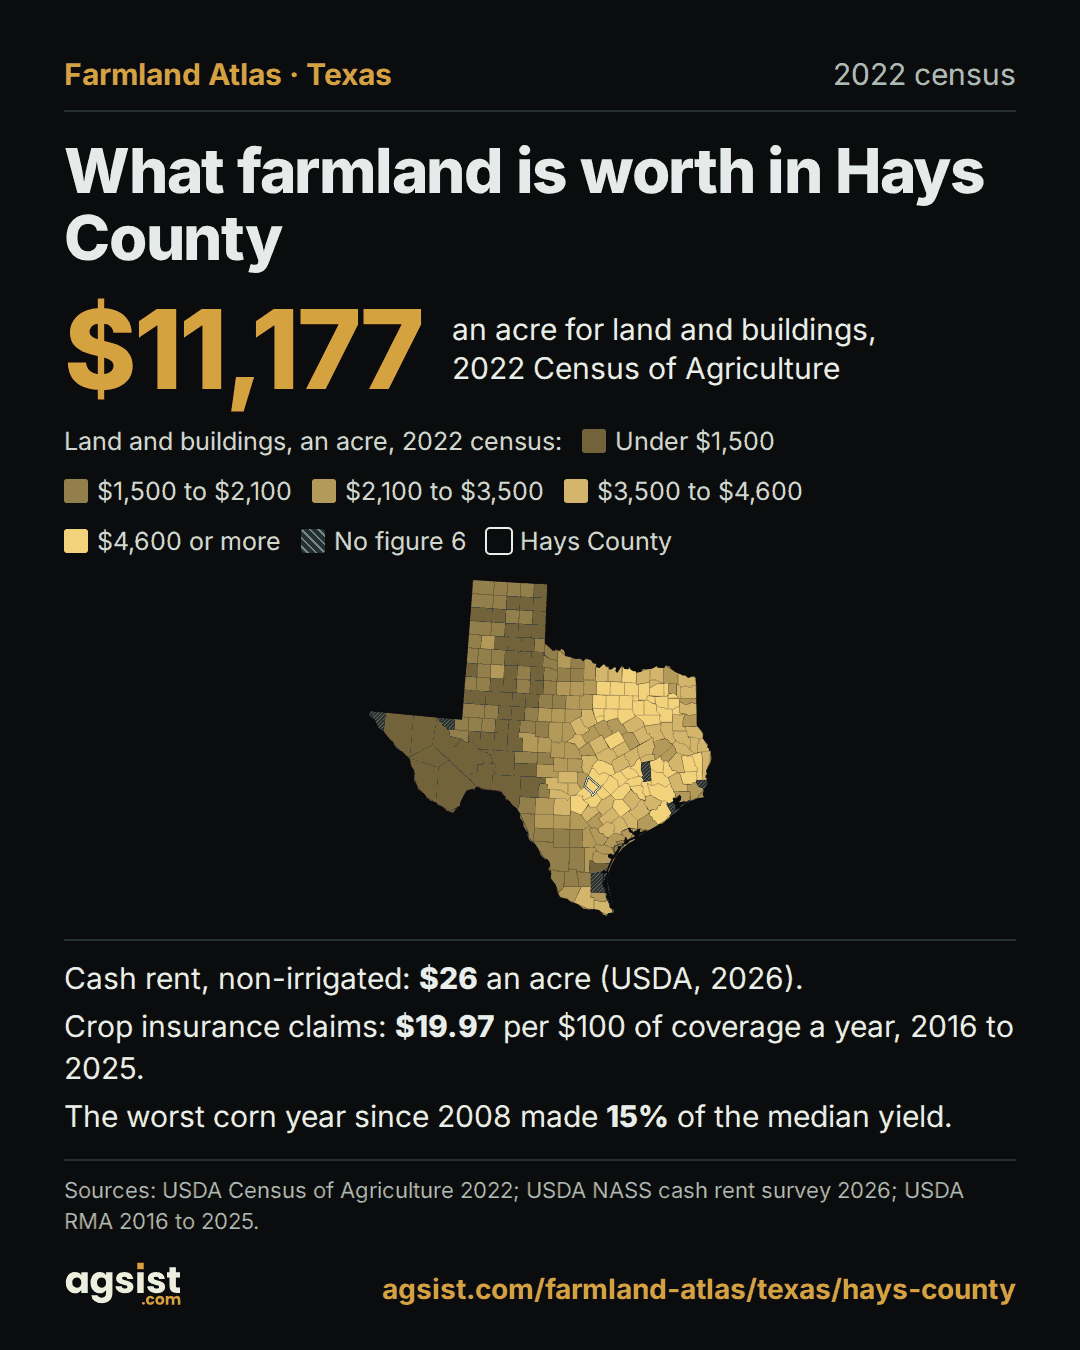 Farmland Atlas · Texas
2022 census
What farmland is worth in Hays
County
$11,177
an acre for land and buildings,
2022 Census of Agriculture
Land and buildings, an acre, 2022 census: Under $1,500
$1,500 to $2,100 $2,100 to $3,500 $3,500 to $4,600
$4,600 or more No figure 6 Hays County
Cash rent, non-irrigated: $26 an acre (USDA, 2026).
Crop insurance claims: $19.97 per $100 of coverage a year, 2016 to
2025.
The worst corn year since 2008 made 15% of the median yield.
Sources: USDA Census of Agriculture 2022; USDA NASS cash rent survey 2026; USDA
RMA 2016 to 2025.
agsist
.com
agsist.com/farmland-atlas/texas/hays-county